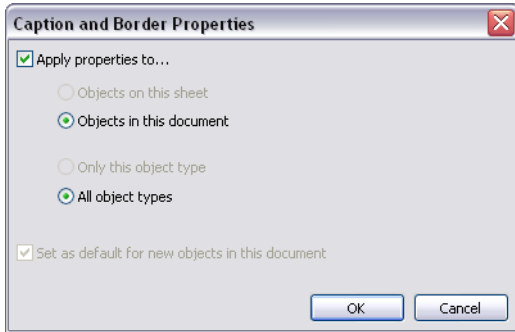 Caption and Border Properties
Apply properties to...
Objects on this sheet
Objects in this document
Only this object type
All object types
Set as default for new objects in this document
OK Cancel